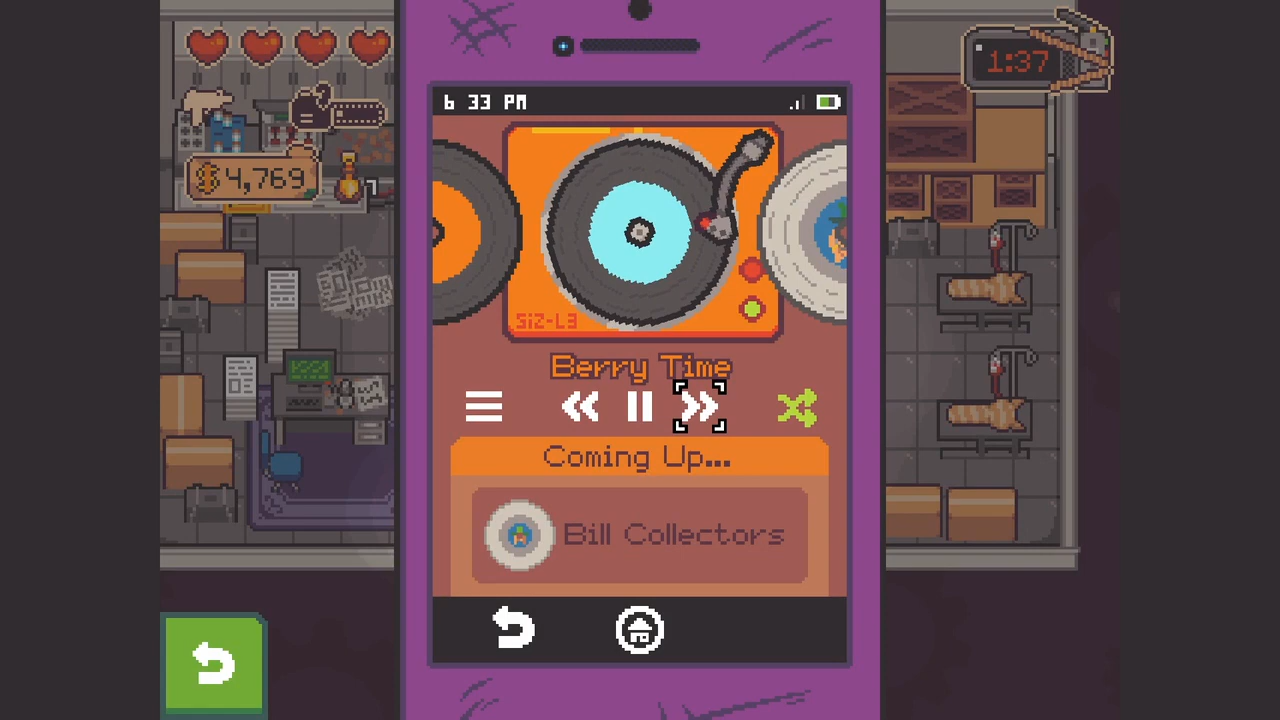 6 33 PM
1:37
4,769
SiZ-L3
Berry Time
Coming Up...
Bill Collectors